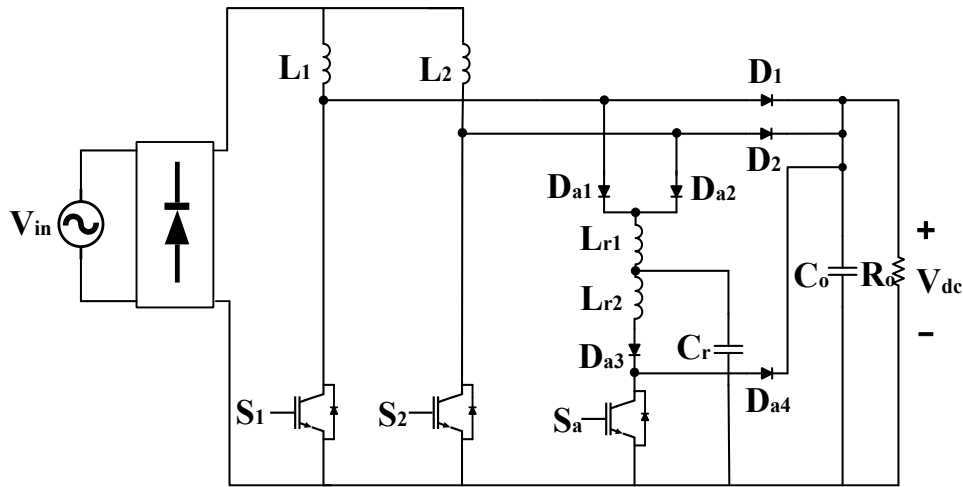 L1
L2
D1
D2
Da1
Da2
Vin
Lr1
Lr2
Co
Ro
+
Vdc
−
Da3
Cr
Da4
S1
S2
Sa